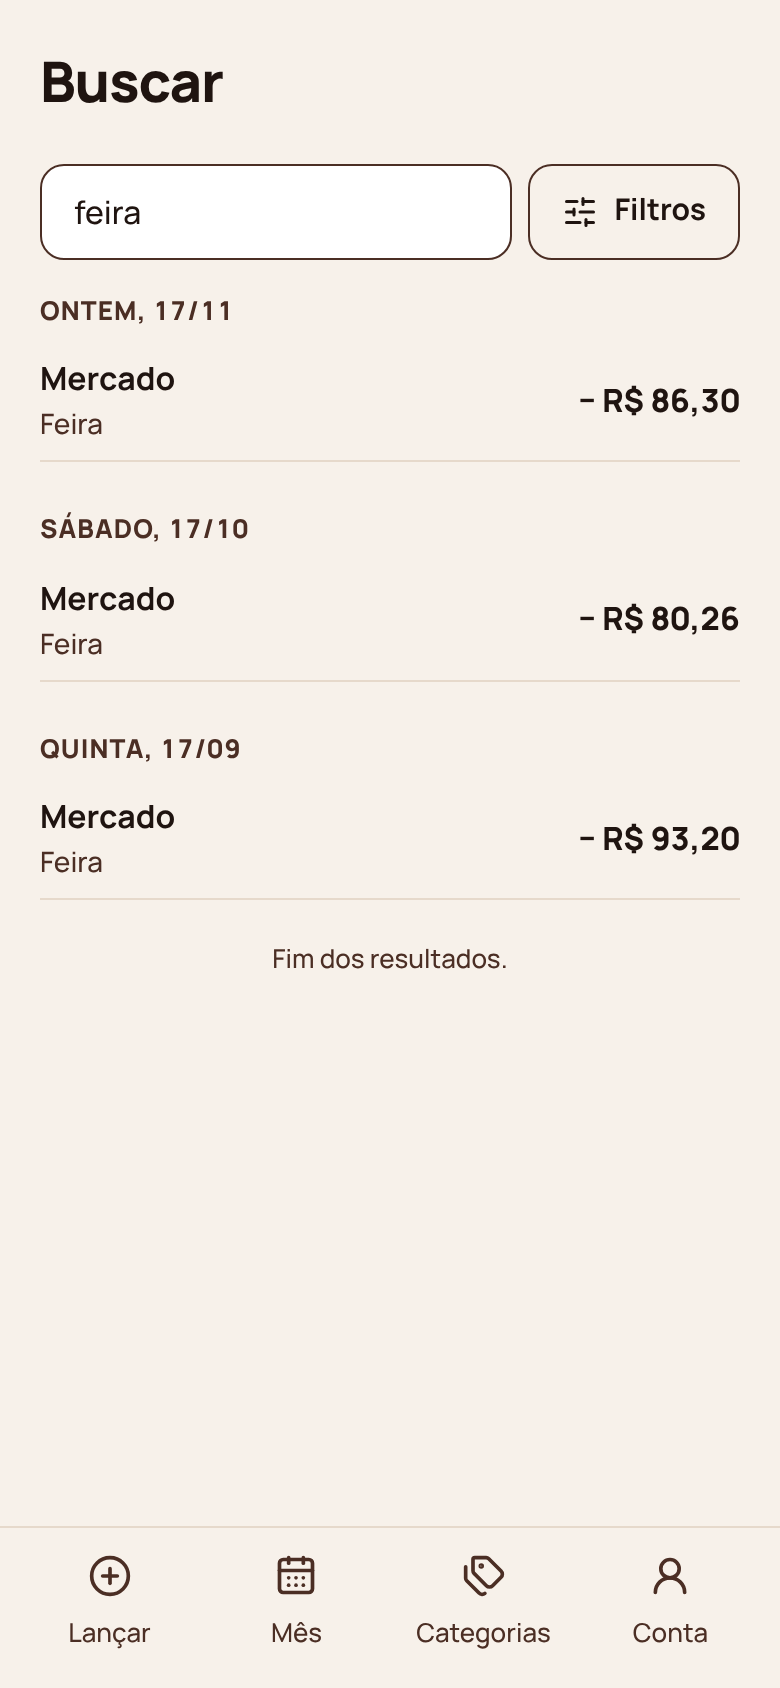 Buscar
feira
Filtros
ONTEM, 17/11
Mercado
Feira
– R$ 86,30
SÁBADO, 17/10
Mercado
Feira
– R$ 80,26
QUINTA, 17/09
Mercado
Feira
– R$ 93,20
Fim dos resultados.
Lançar
Mês
Categorias
Conta